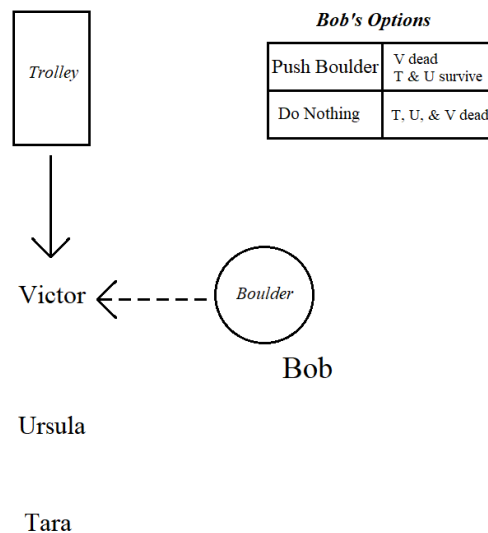 Bob's Options
Trolley
Push Boulder
V dead
T & U survive
Do Nothing
T, U, & V dead
Victor
Boulder
Bob
Ursula
Tara